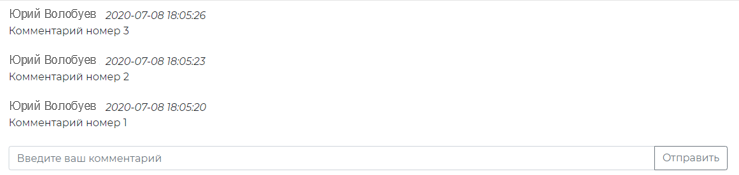 Юрий Волобуев 2020-07-08 18:05:26
Комментарий номер 3
Юрий Волобуев 2020-07-08 18:05:23
Комментарий номер 2
Юрий Волобуев 2020-07-08 18:05:20
Комментарий номер 1
Введите ваш комментарий Отправить